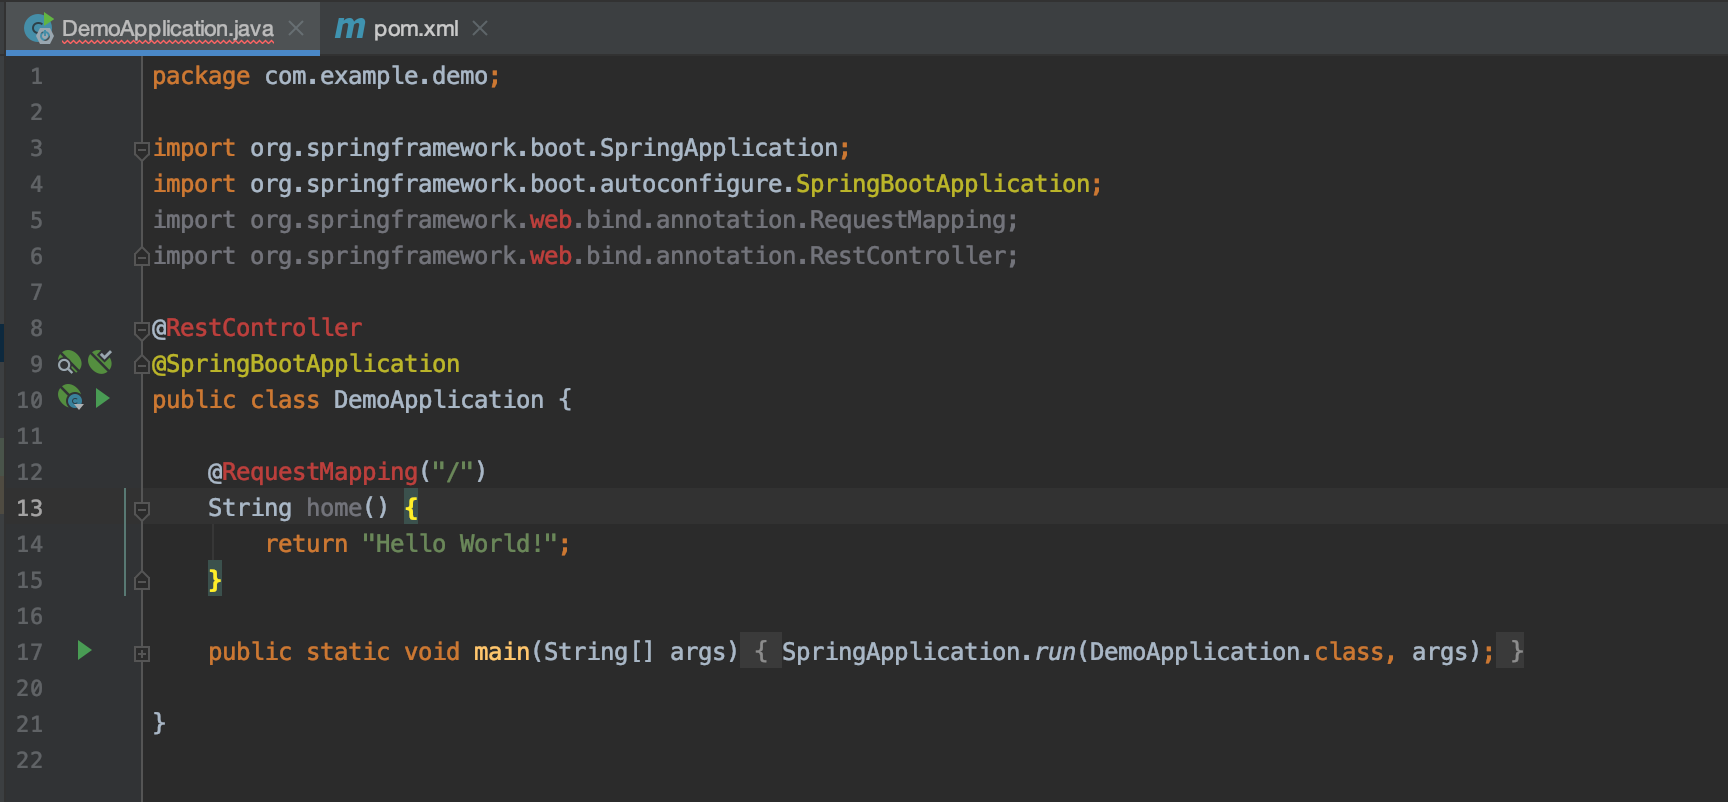 DemoApplication.java pom.xml
1 package com.example.demo;
2
3 import org.springframework.boot.SpringApplication;
4 import org.springframework.boot.autoconfigure.SpringBootApplication;
5 import org.springframework.web.bind.annotation.RequestMapping;
6 import org.springframework.web.bind.annotation.RestController;
7
8 @RestController
9 @SpringBootApplication
10 public class DemoApplication {
11
12 @RequestMapping("/")
13 String home() {
14 return "Hello World!";
15 }
16
17 public static void main(String[] args) { SpringApplication.run(DemoApplication.class, args); }
20
21 }
22